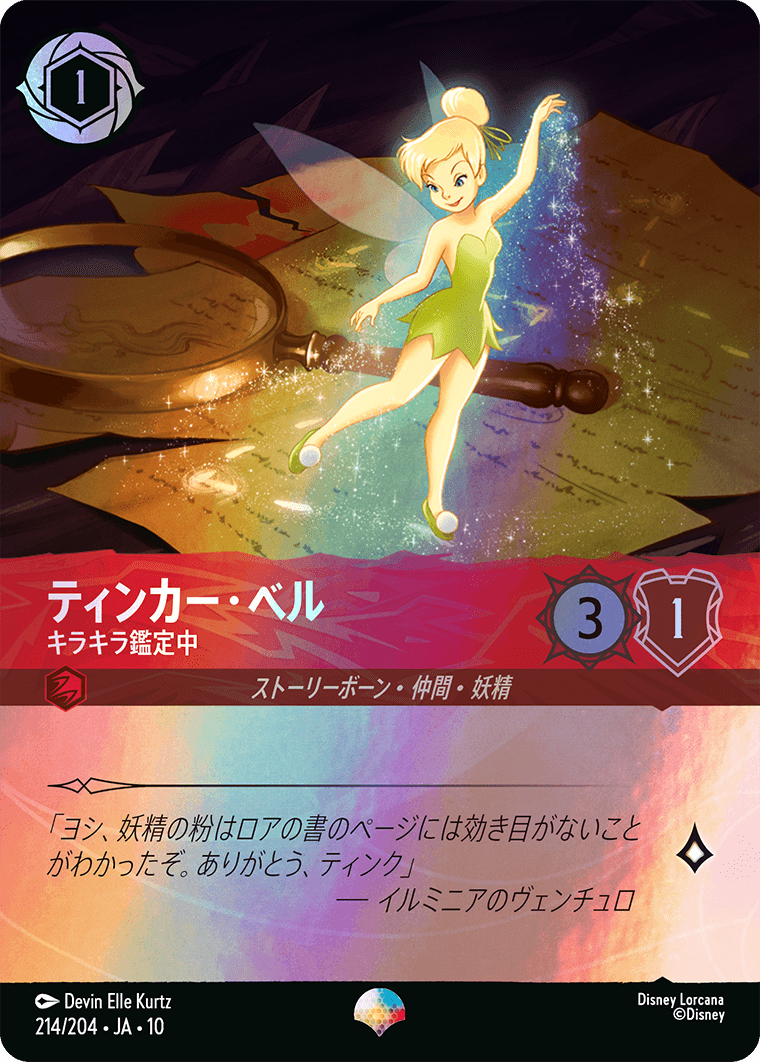 1
ティンカー・ベル
キラキラ鑑定中
3
1
ストーリーボーン・仲間・妖精
「ヨシ、妖精の粉はロアの書のページには効き目がないこと
がわかったぞ。ありがとう、ティンク」
— イルミニアのヴェンチュロ
Devin Elle Kurtz
214/204・JA・10
Disney Lorcana
©Disney